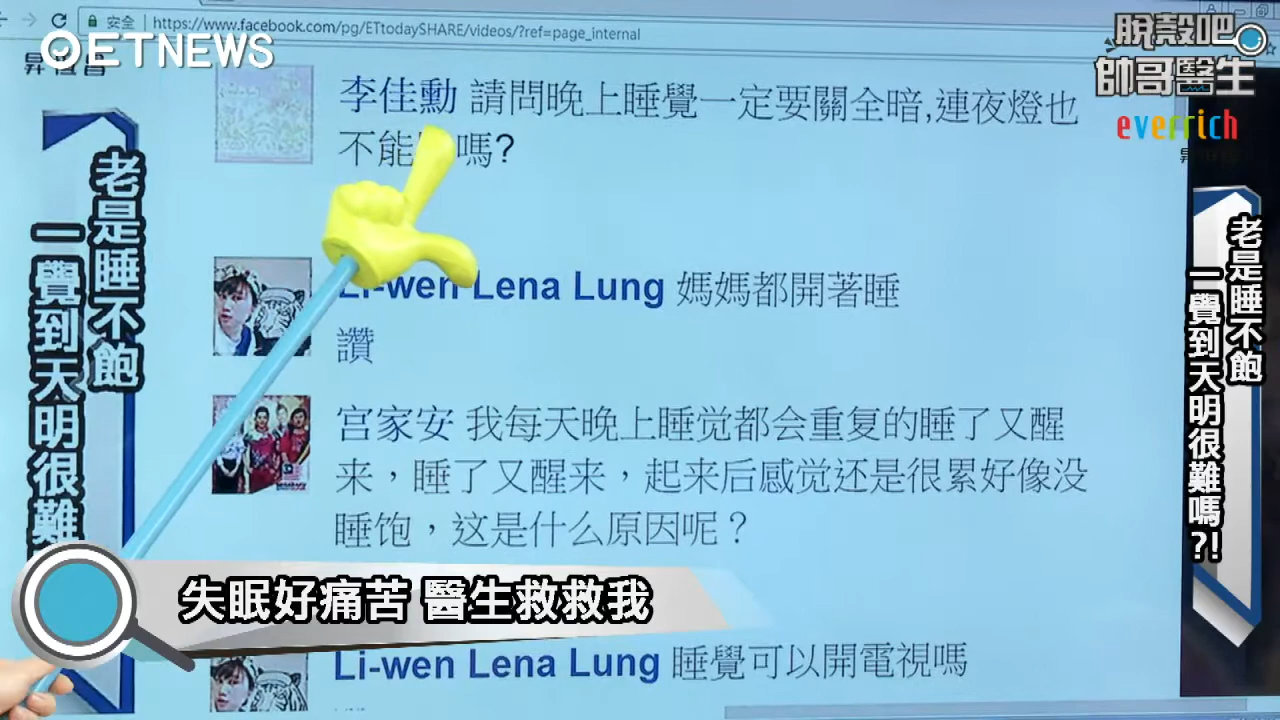 安全 | https://www.facebook.com/pg/ETtodaySHARE/videos/?ref=page_internal
ETNEWS
脫殼吧
帥哥醫生
everrich
昇恆昌
李佳勳 請問晚上睡覺一定要關全暗,連夜燈也
不能 嗎?
Li-wen Lena Lung 媽媽都開著睡
讚
宫家安 我每天晚上睡觉都会重复的睡了又醒
来，睡了又醒来，起来后感觉还是很累好像没
睡饱，这是什么原因呢？
Li-wen Lena Lung 睡覺可以開電視嗎
老是睡不飽
一覺到天明很難
老是睡不飽
一覺到天明很難嗎?!
失眠好痛苦 醫生救救我